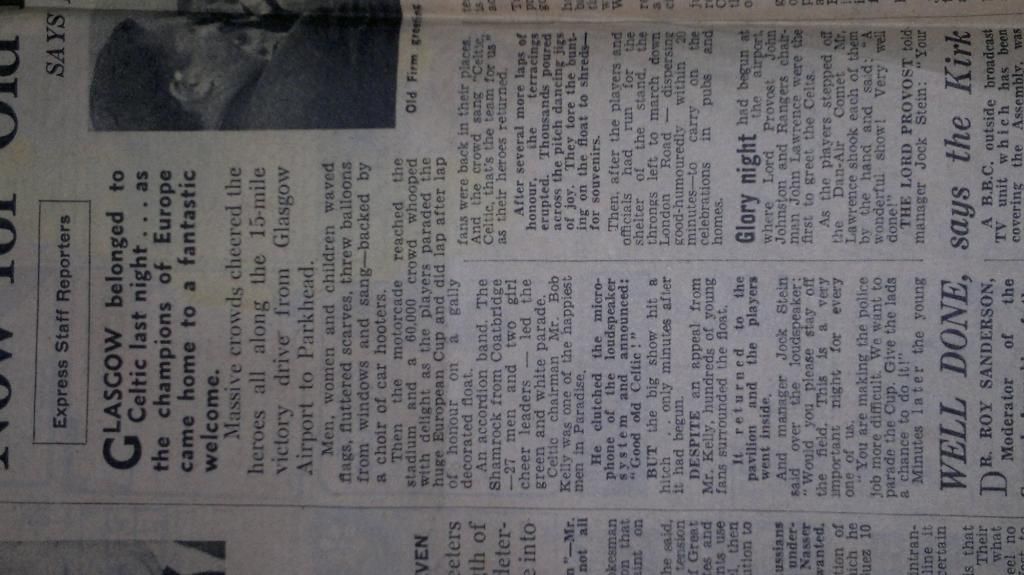 Now for Old
SAYS
Express Staff Reporters
Old Firm
GLASGOW belonged to
Celtic last night . . . as
the champions of Europe
came home to a fantastic
welcome.
Massive crowds cheered the
heroes all along the 15-mile
victory drive from Glasgow
Airport to Parkhead.
Men, women and children waved
flags, fluttered scarves, threw balloons
from windows and sang—backed by
a choir of car hooters.
Then the motorcade reached the
stadium and a 60,000 crowd whooped
with delight as the players paraded the
huge European Cup and did lap after lap
of honour on a gally
decorated float.
An accordion band. The
Shamrock from Coatbridge
—27 men and two girl
cheer leaders — led the
green and white parade.
Celtic chairman Mr. Bob
Kelly was one of the happiest
men in Paradise.
He clutched the micro-
phone of the loudspeaker
system and announced:
"Good old Celtic!"
BUT the big show hit a
hitch . . . only minutes after
it had begun.
DESPITE an appeal from
Mr. Kelly, hundreds of young
fans surrounded the float.
It returned to the
pavilion and the players
went inside.
And manager Jock Stein
said over the loudspeaker:
"Would you please stay off
the field. This is a very
important night for every
one of us.
"You are making the police
job more difficult. We want to
parade the Cup. Give the lads
a chance to do it!"
Minutes later the young
fans were back in their places.
And the crowd sang "Celtic,
Celtic, that's the team for us"
as then heroes returned.
After several more laps of
honour, the terracings
erupted. Thousands poured
across the pitch dancing jigs
of joy. They tore the bunt-
ing on the float to shreds—
for souvenirs.
Then, after the players and
officials had run for the
shelter of the stand, the
throngs left to march down
London Road — dispersing
good-humouredly within 20
minutes—to carry on the
celebrations in pubs and
homes.
Glory night had begun at
the airport,
where Lord Provost John
Johnston and Rangers chair-
man John Lawrence were the
first to greet the Celts.
As the players stepped off
the Dan-Air Comet Mr.
Lawrence shook each of them
by the hand and said: "A
wonderful show! Very well
done!"
THE LORD PROVOST told
manager Jock Stein: "Your
WELL DONE, says the Kirk
DR. ROY SANDERSON,
Moderator of the
A B.B.C. outside broadcast
TV unit which has been
covering the Assembly, was